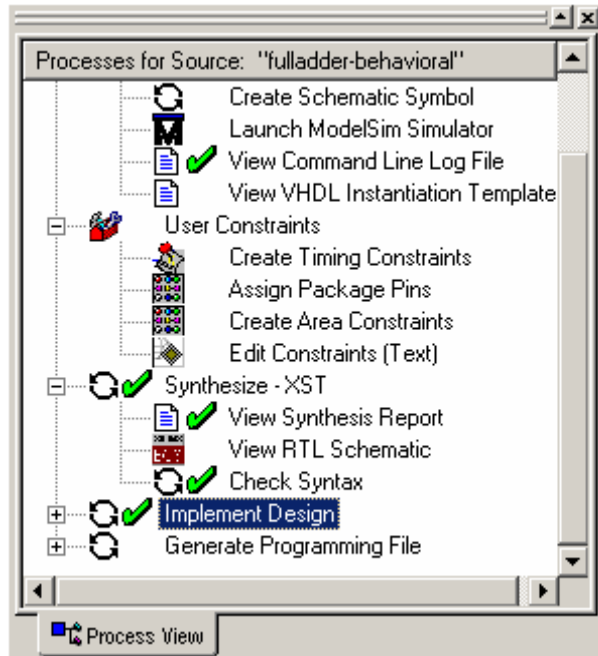 Processes for Source: "fulladder-behavioral"
Create Schematic Symbol
Launch ModelSim Simulator
View Command Line Log File
View VHDL Instantiation Template
User Constraints
Create Timing Constraints
Assign Package Pins
Create Area Constraints
Edit Constraints (Text)
Synthesize - XST
View Synthesis Report
View RTL Schematic
Check Syntax
Implement Design
Generate Programming File
Process View